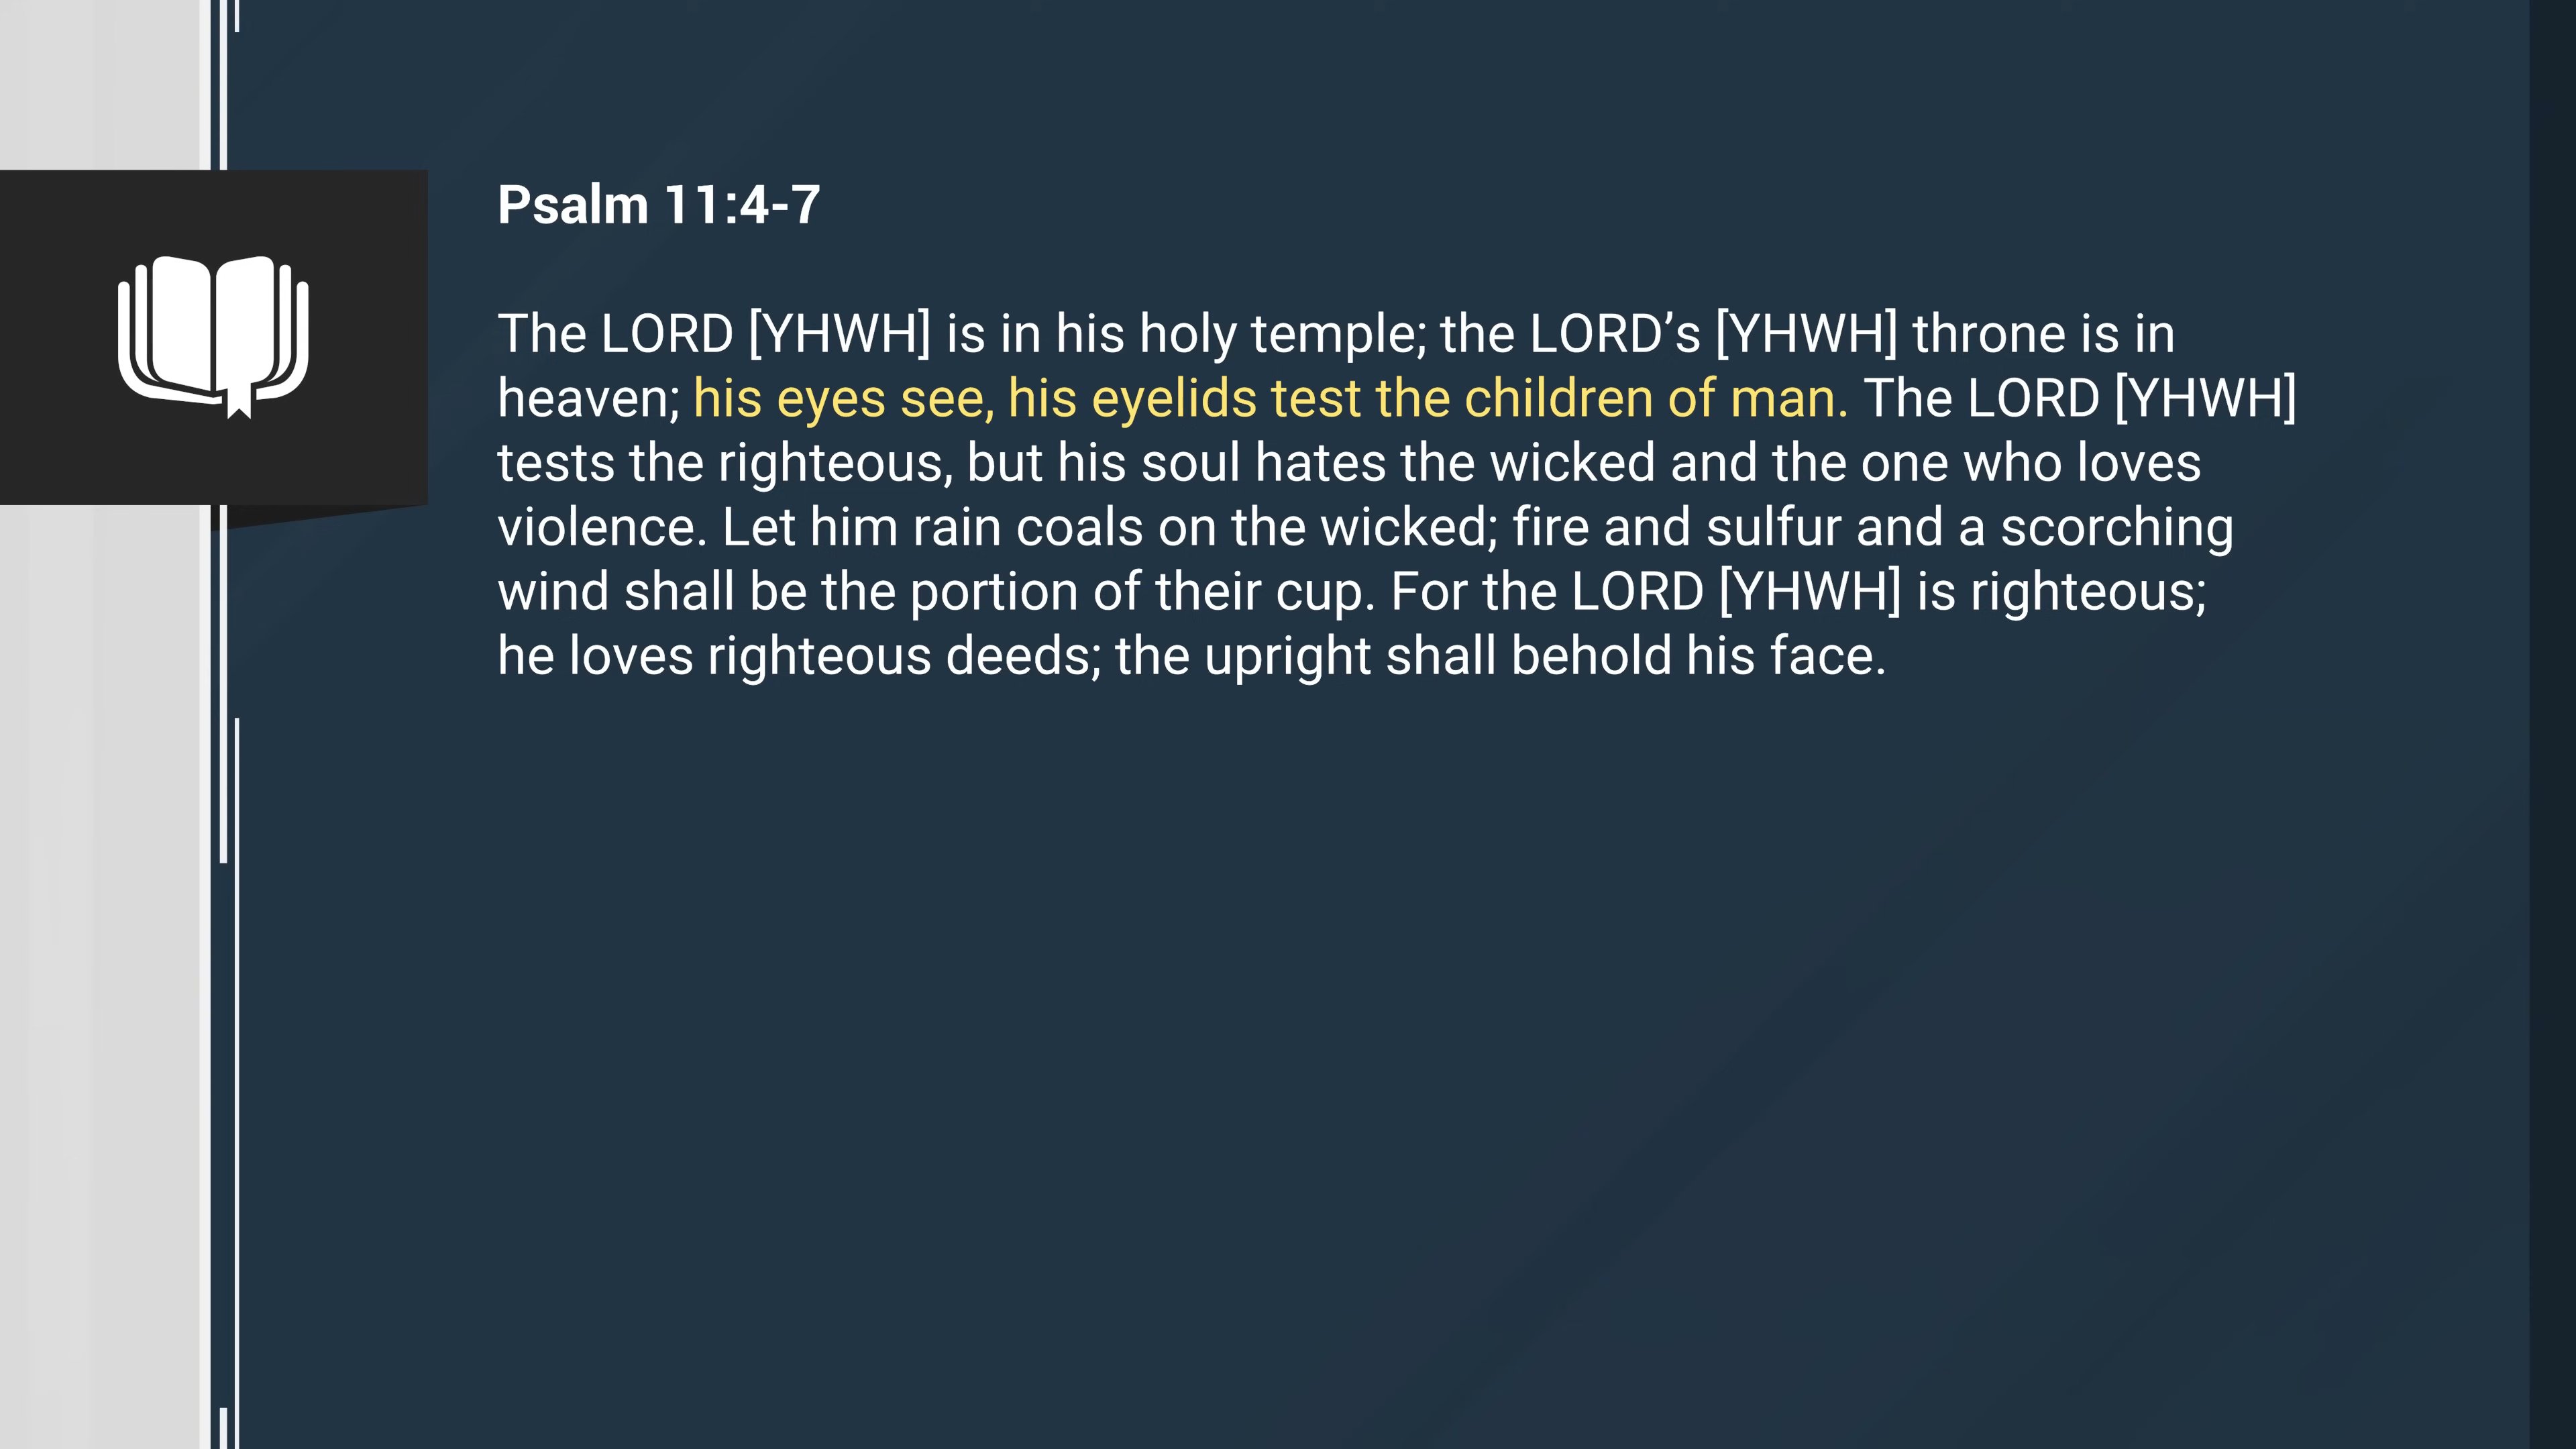 Psalm 11:4-7
The LORD [YHWH] is in his holy temple; the LORD’s [YHWH] throne is in
heaven; his eyes see, his eyelids test the children of man. The LORD [YHWH]
tests the righteous, but his soul hates the wicked and the one who loves
violence. Let him rain coals on the wicked; fire and sulfur and a scorching
wind shall be the portion of their cup. For the LORD [YHWH] is righteous;
he loves righteous deeds; the upright shall behold his face.